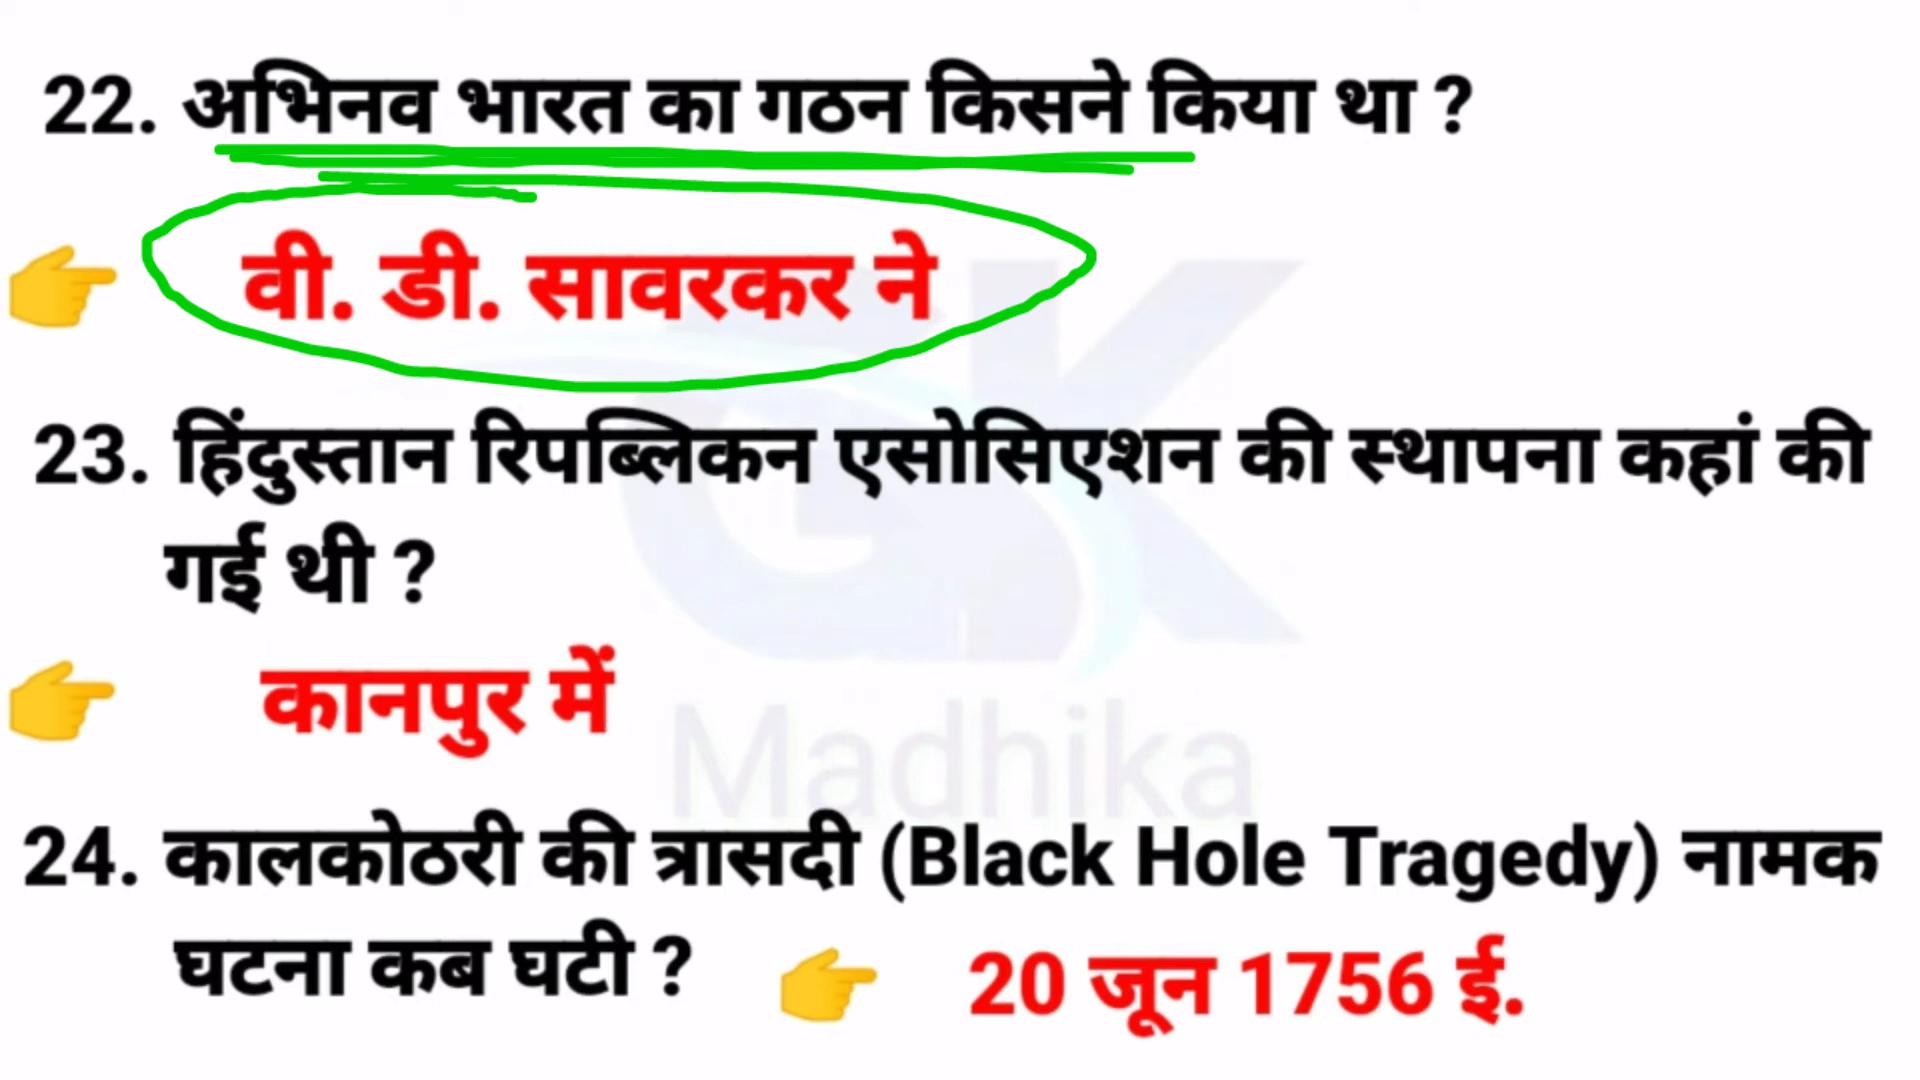 22. अभिनव भारत का गठन किसने किया था ?
👉 वी. डी. सावरकर ने
23. हिंदुस्तान रिपब्लिकन एसोसिएशन की स्थापना कहां की
गई थी ?
👉 कानपुर में
GK
Madhika
24. कालकोठरी की त्रासदी (Black Hole Tragedy) नामक
घटना कब घटी ? 👉 20 जून 1756 ई.